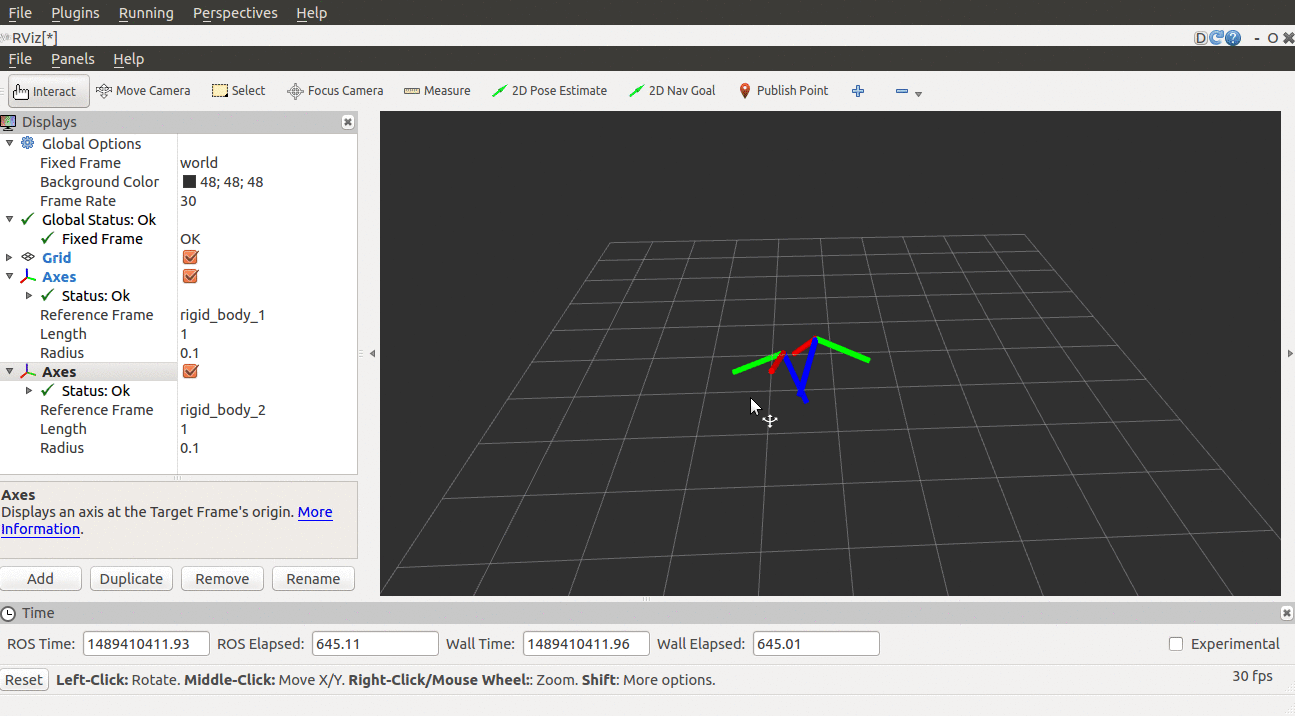 File Plugins Running Perspectives Help
RViz[*] D ? - O
File Panels Help
Interact Move Camera Select Focus Camera Measure 2D Pose Estimate 2D Nav Goal Publish Point
Displays
Global Options
Fixed Frame world
Background Color 48; 48; 48
Frame Rate 30
Global Status: Ok
Fixed Frame OK
Grid
Axes
Status: Ok
Reference Frame rigid_body_1
Length 1
Radius 0.1
Axes
Status: Ok
Reference Frame rigid_body_2
Length 1
Radius 0.1
Axes
Displays an axis at the Target Frame's origin. More
Information.
Add Duplicate Remove Rename
Time
ROS Time: 1489410411.93 ROS Elapsed: 645.11 Wall Time: 1489410411.96 Wall Elapsed: 645.01 Experimental
Reset Left-Click: Rotate. Middle-Click: Move X/Y. Right-Click/Mouse Wheel:: Zoom. Shift: More options. 30 fps